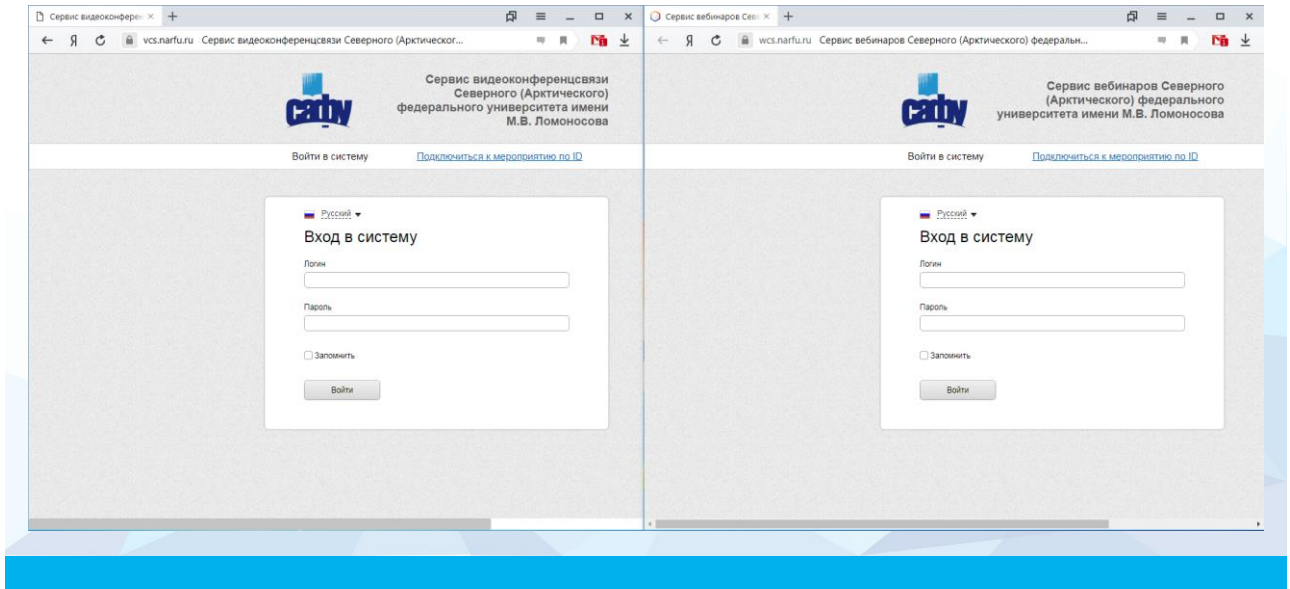 Сервис видеоконферен
vcs.narfu.ru Сервис видеоконференцсвязи Северного (Арктическог...
сафу
Сервис видеоконференцсвязи
Северного (Арктического)
федерального университета имени
М.В. Ломоносова
Войти в систему Подключиться к мероприятию по ID
Русский
Вход в систему
Логин
Пароль
Запомнить
Войти
Сервис вебинаров Севе
wcs.narfu.ru Сервис вебинаров Северного (Арктического) федеральн...
сафу
Сервис вебинаров Северного
(Арктического) федерального
университета имени М.В. Ломоносова
Войти в систему Подключиться к мероприятию по ID
Русский
Вход в систему
Логин
Пароль
Запомнить
Войти